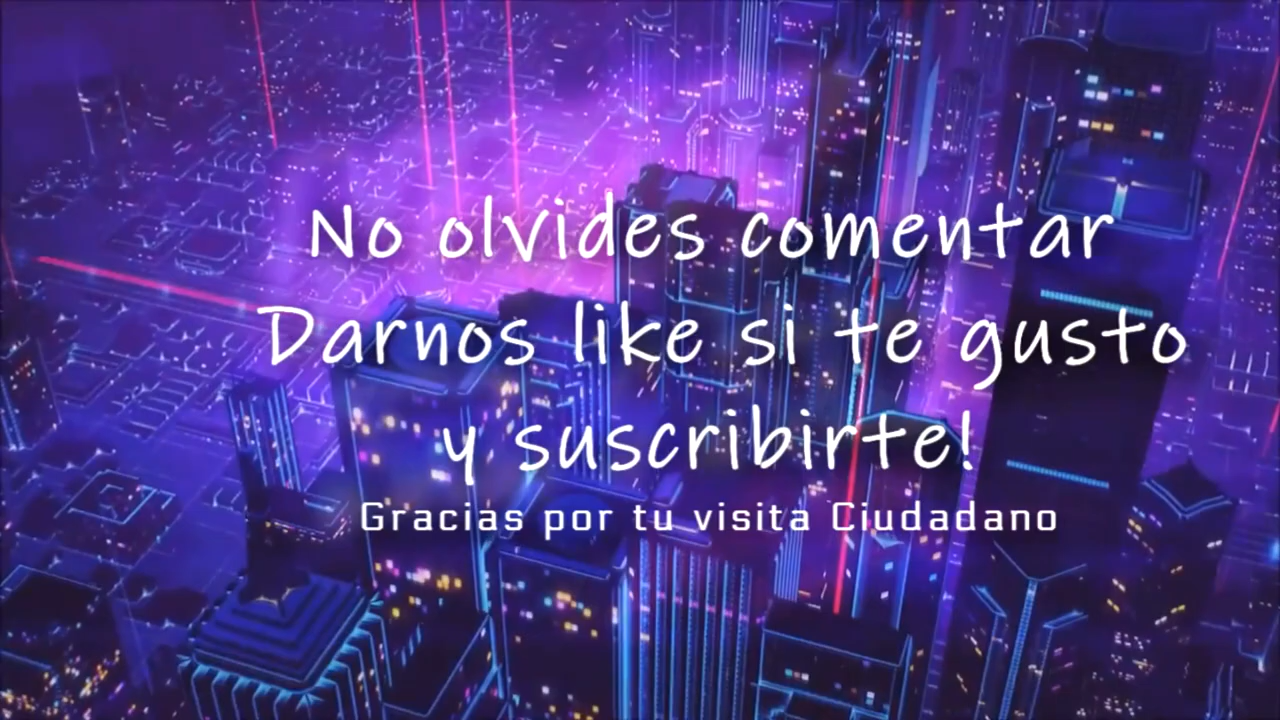 No olvides comentar
Darnos like si te gusto
y suscribirte!
Gracias por tu visita Ciudadano